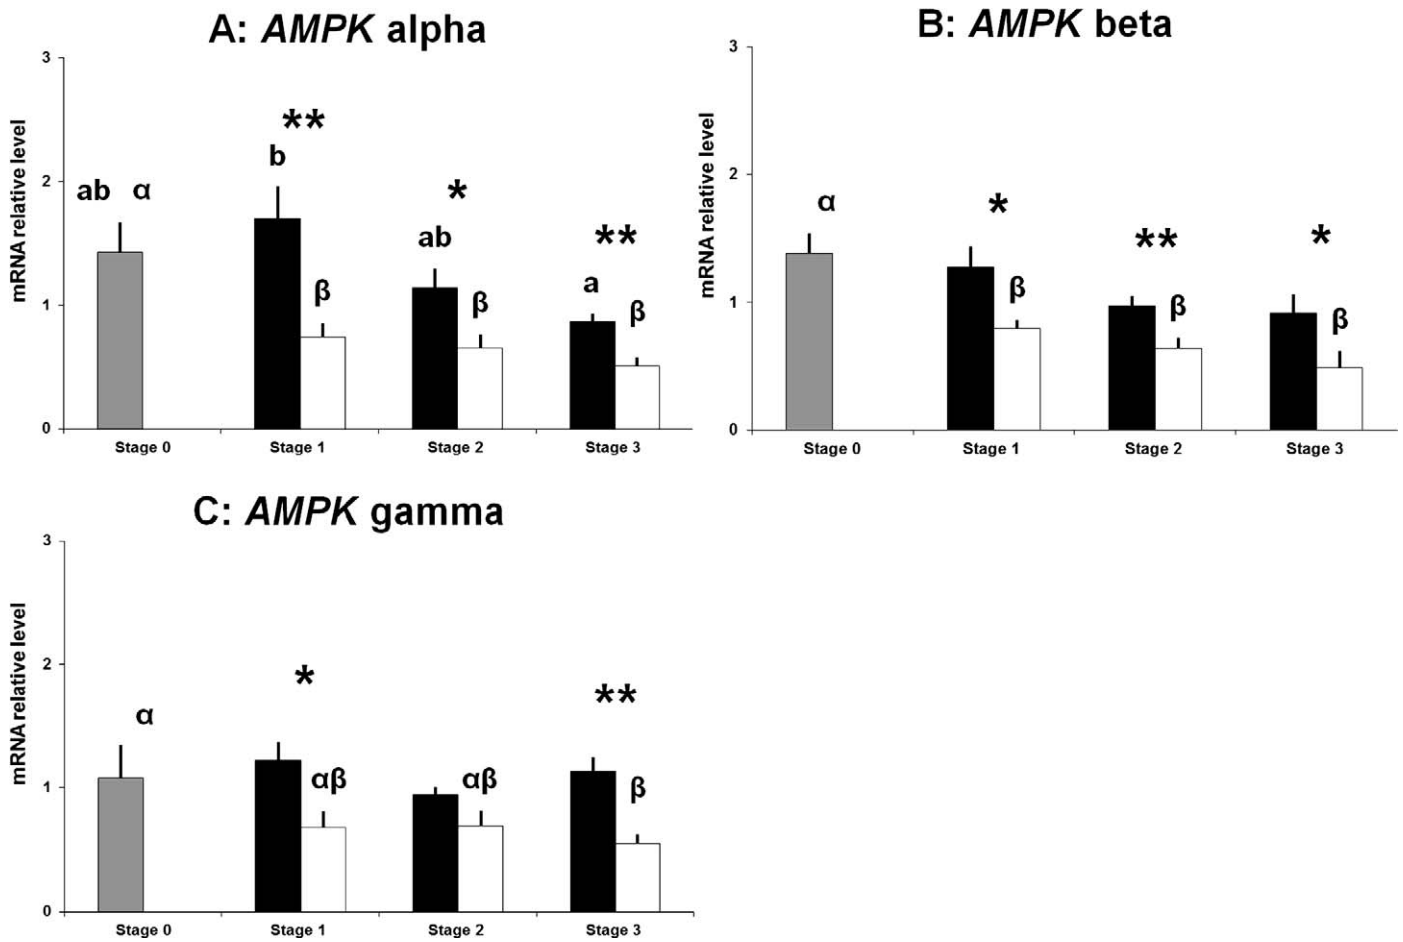 A: AMPK alpha
mRNA relative level
3
2
1
0
**
b
ab α
*
ab
**
a
β
β
β
Stage 0 Stage 1 Stage 2 Stage 3
B: AMPK beta
mRNA relative level
3
2
1
0
α
*
**
*
β
β
β
Stage 0 Stage 1 Stage 2 Stage 3
C: AMPK gamma
mRNA relative level
3
2
1
0
*
**
α
αβ
αβ
β
Stage 0 Stage 1 Stage 2 Stage 3